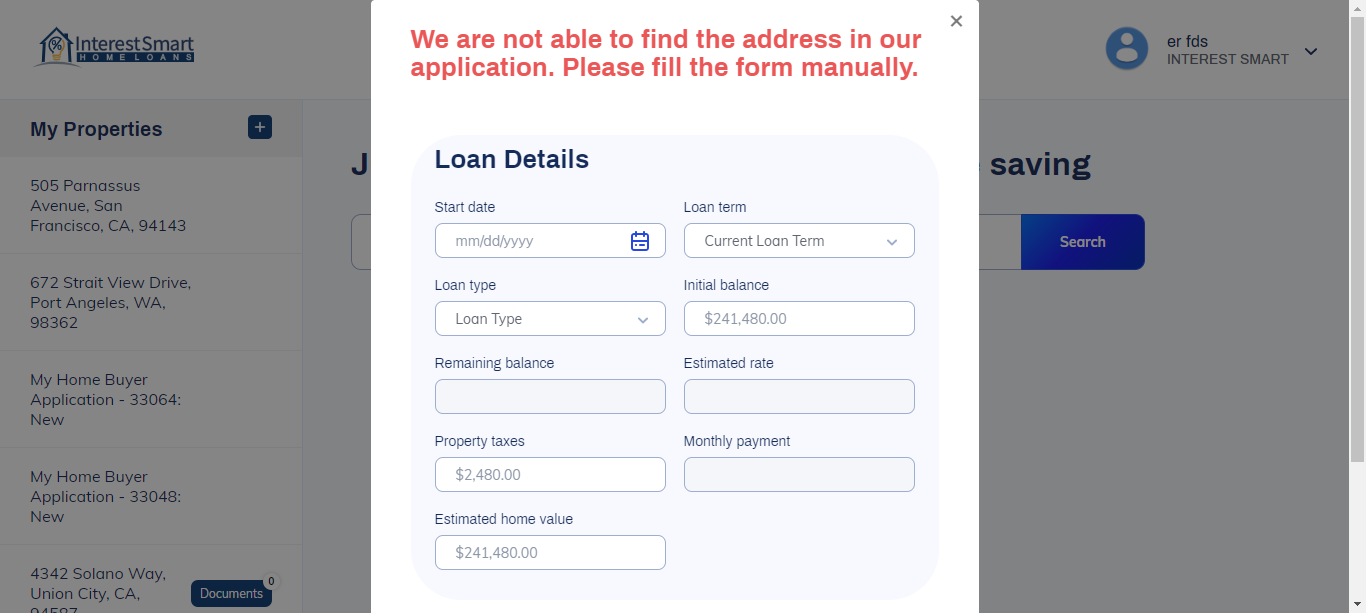 InterestSmart
HOME LOANS
er fds
INTEREST SMART
×
We are not able to find the address in our
application. Please fill the form manually.
My Properties
+
505 Parnassus
Avenue, San
Francisco, CA, 94143
672 Strait View Drive,
Port Angeles, WA,
98362
My Home Buyer
Application - 33064:
New
My Home Buyer
Application - 33048:
New
4342 Solano Way,
Union City, CA,
94587
Documents
0
saving
Search
Loan Details
Start date
mm/dd/yyyy
Loan term
Current Loan Term
Loan type
Loan Type
Initial balance
$241,480.00
Remaining balance
Estimated rate
Property taxes
$2,480.00
Monthly payment
Estimated home value
$241,480.00